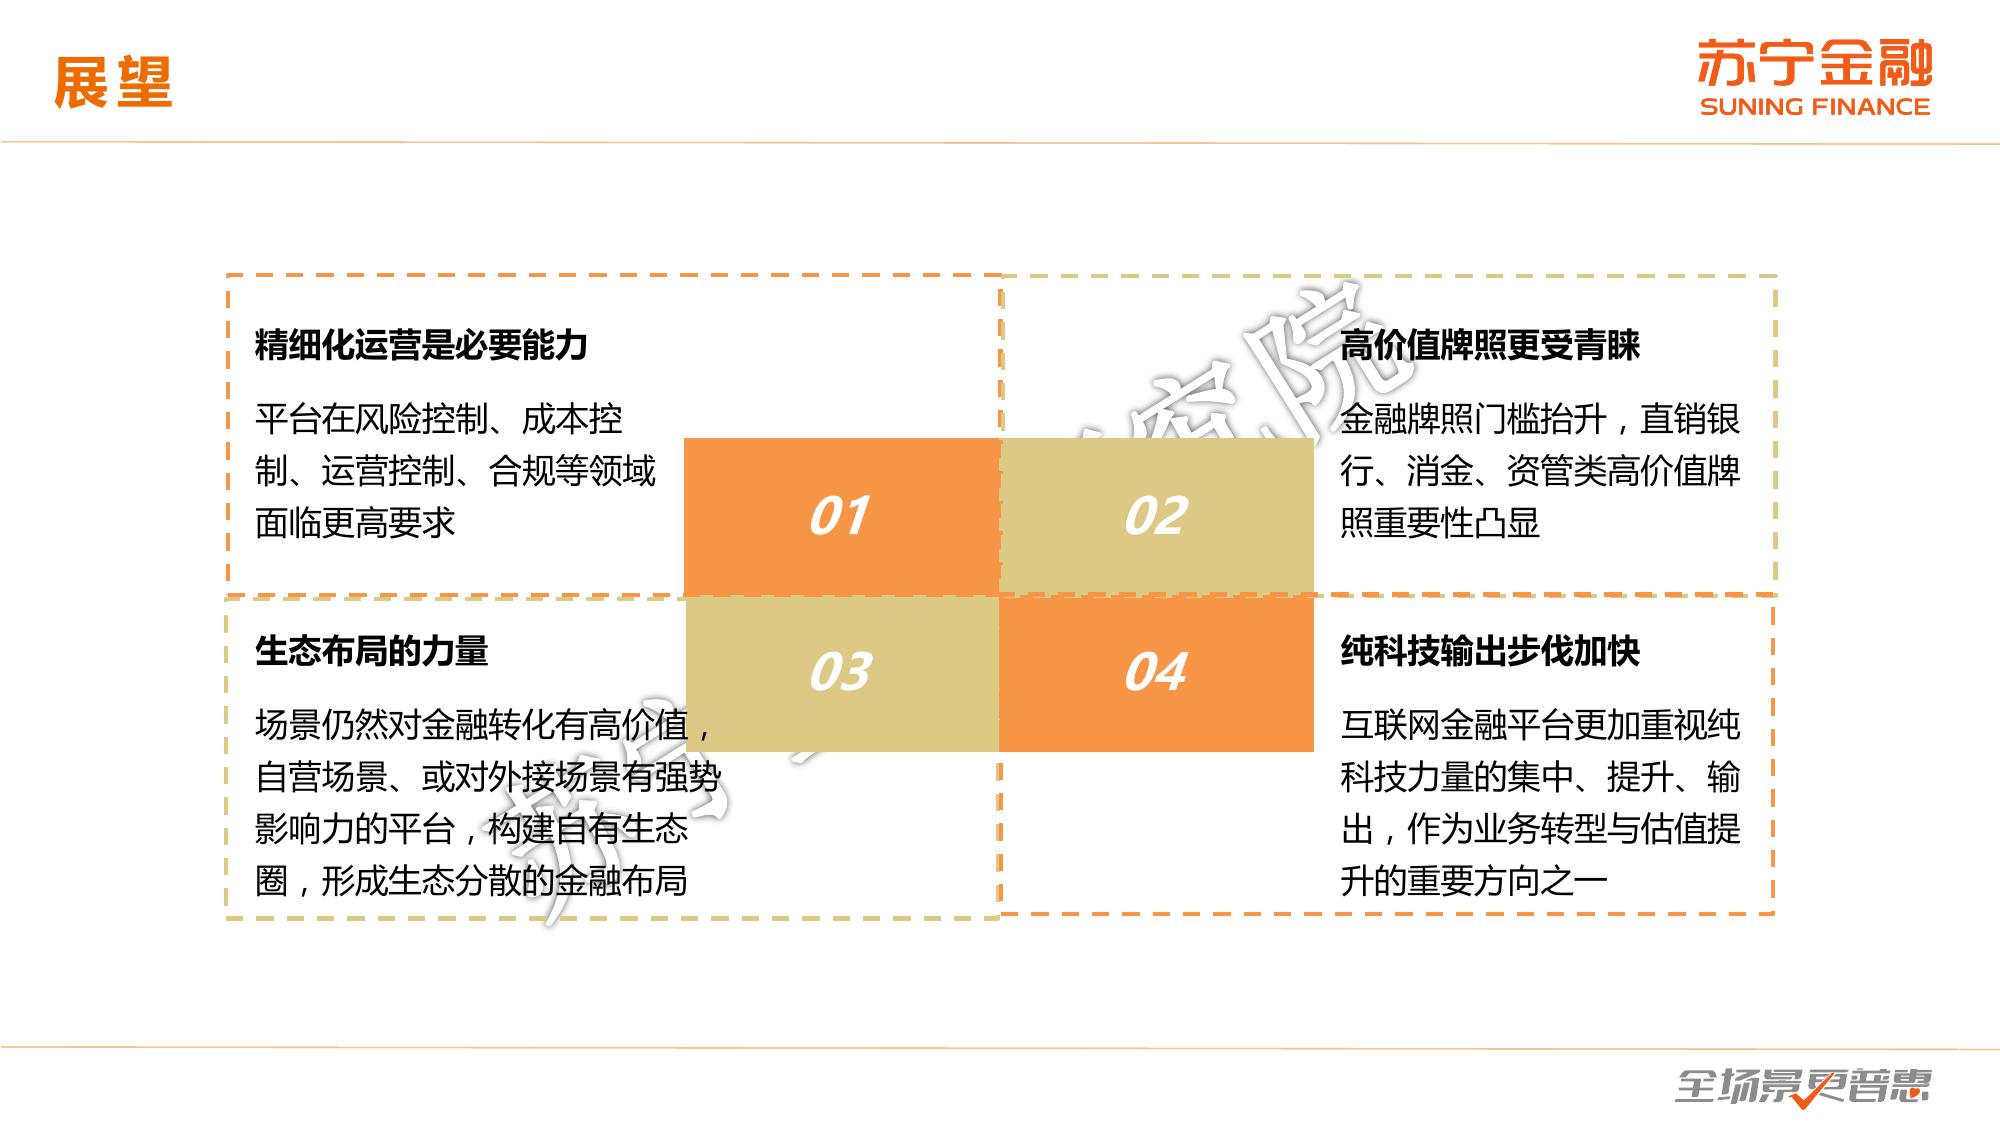 展望
苏宁金融
SUNING FINANCE
精细化运营是必要能力
平台在风险控制、成本控
制、运营控制、合规等领域
面临更高要求
01
02
高价值牌照更受青睐
金融牌照门槛抬升，直销银
行、消金、资管类高价值牌
照重要性凸显
生态布局的力量
场景仍然对金融转化有高价值，
自营场景、或对外接场景有强势
影响力的平台，构建自有生态
圈，形成生态分散的金融布局
03
04
纯科技输出步伐加快
互联网金融平台更加重视纯
科技力量的集中、提升、输
出，作为业务转型与估值提
升的重要方向之一
苏宁
究院
全场景更普惠